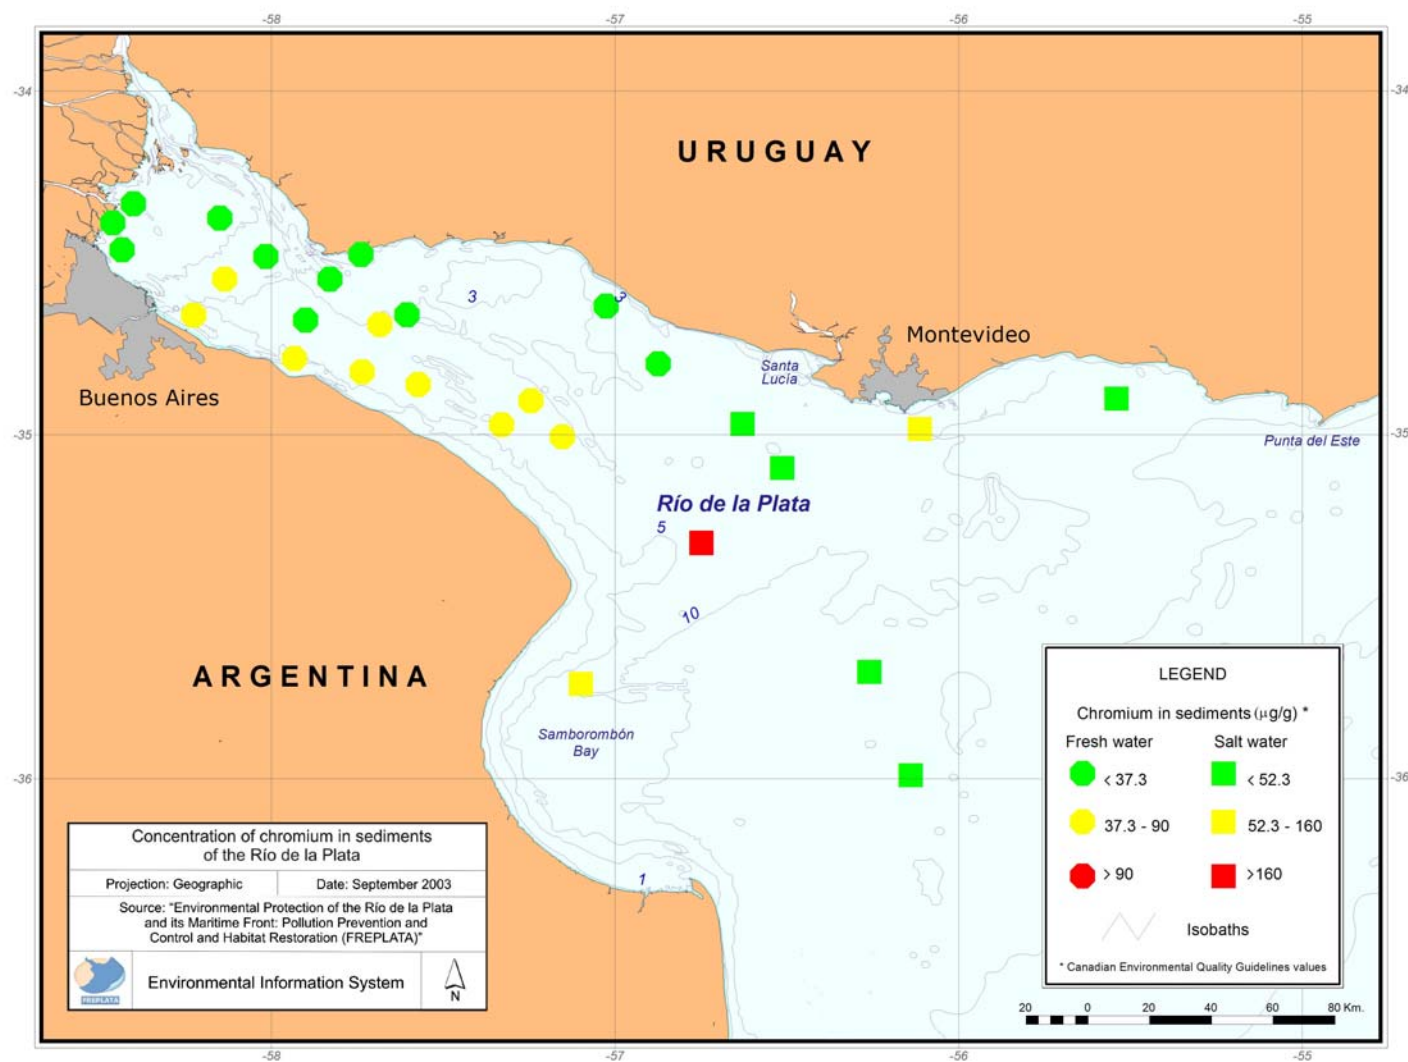 -58
-57
-56
-55
-34
-34
URUGUAY
3
3
Montevideo
Santa
Lucía
Buenos Aires
-35
-35
Punta del Este
Río de la Plata
5
10
ARGENTINA
Samborombón
Bay
-36
-36
1
LEGEND
Chromium in sediments (µg/g) *
Fresh water
Salt water
< 37.3
< 52.3
37.3 - 90
52.3 - 160
> 90
>160
Isobaths
* Canadian Environmental Quality Guidelines values
Concentration of chromium in sediments
of the Río de la Plata
Projection: Geographic
Date: September 2003
Source: "Environmental Protection of the Río de la Plata
and its Maritime Front: Pollution Prevention and
Control and Habitat Restoration (FREPLATA)"
FREPLATA
Environmental Information System
N
20 0 20 40 60 80 Km.
-58
-57
-56
-55